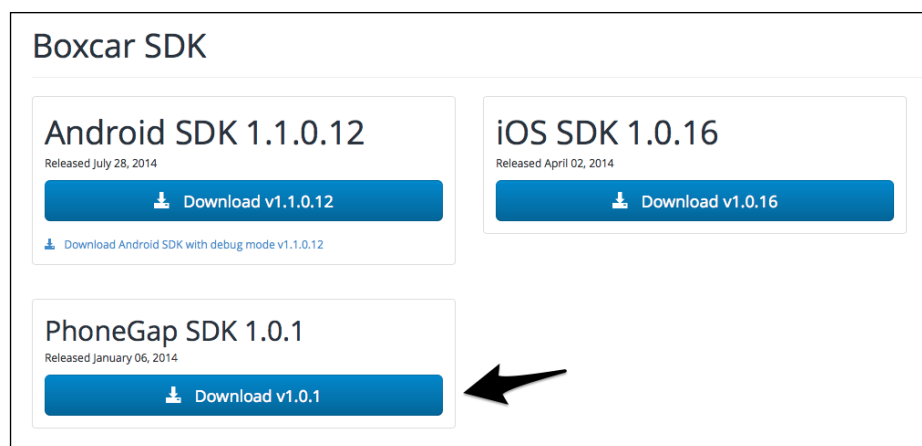 Boxcar SDK
Android SDK 1.1.0.12
Released July 28, 2014
Download v1.1.0.12
Download Android SDK with debug mode v1.1.0.12
iOS SDK 1.0.16
Released April 02, 2014
Download v1.0.16
PhoneGap SDK 1.0.1
Released January 06, 2014
Download v1.0.1